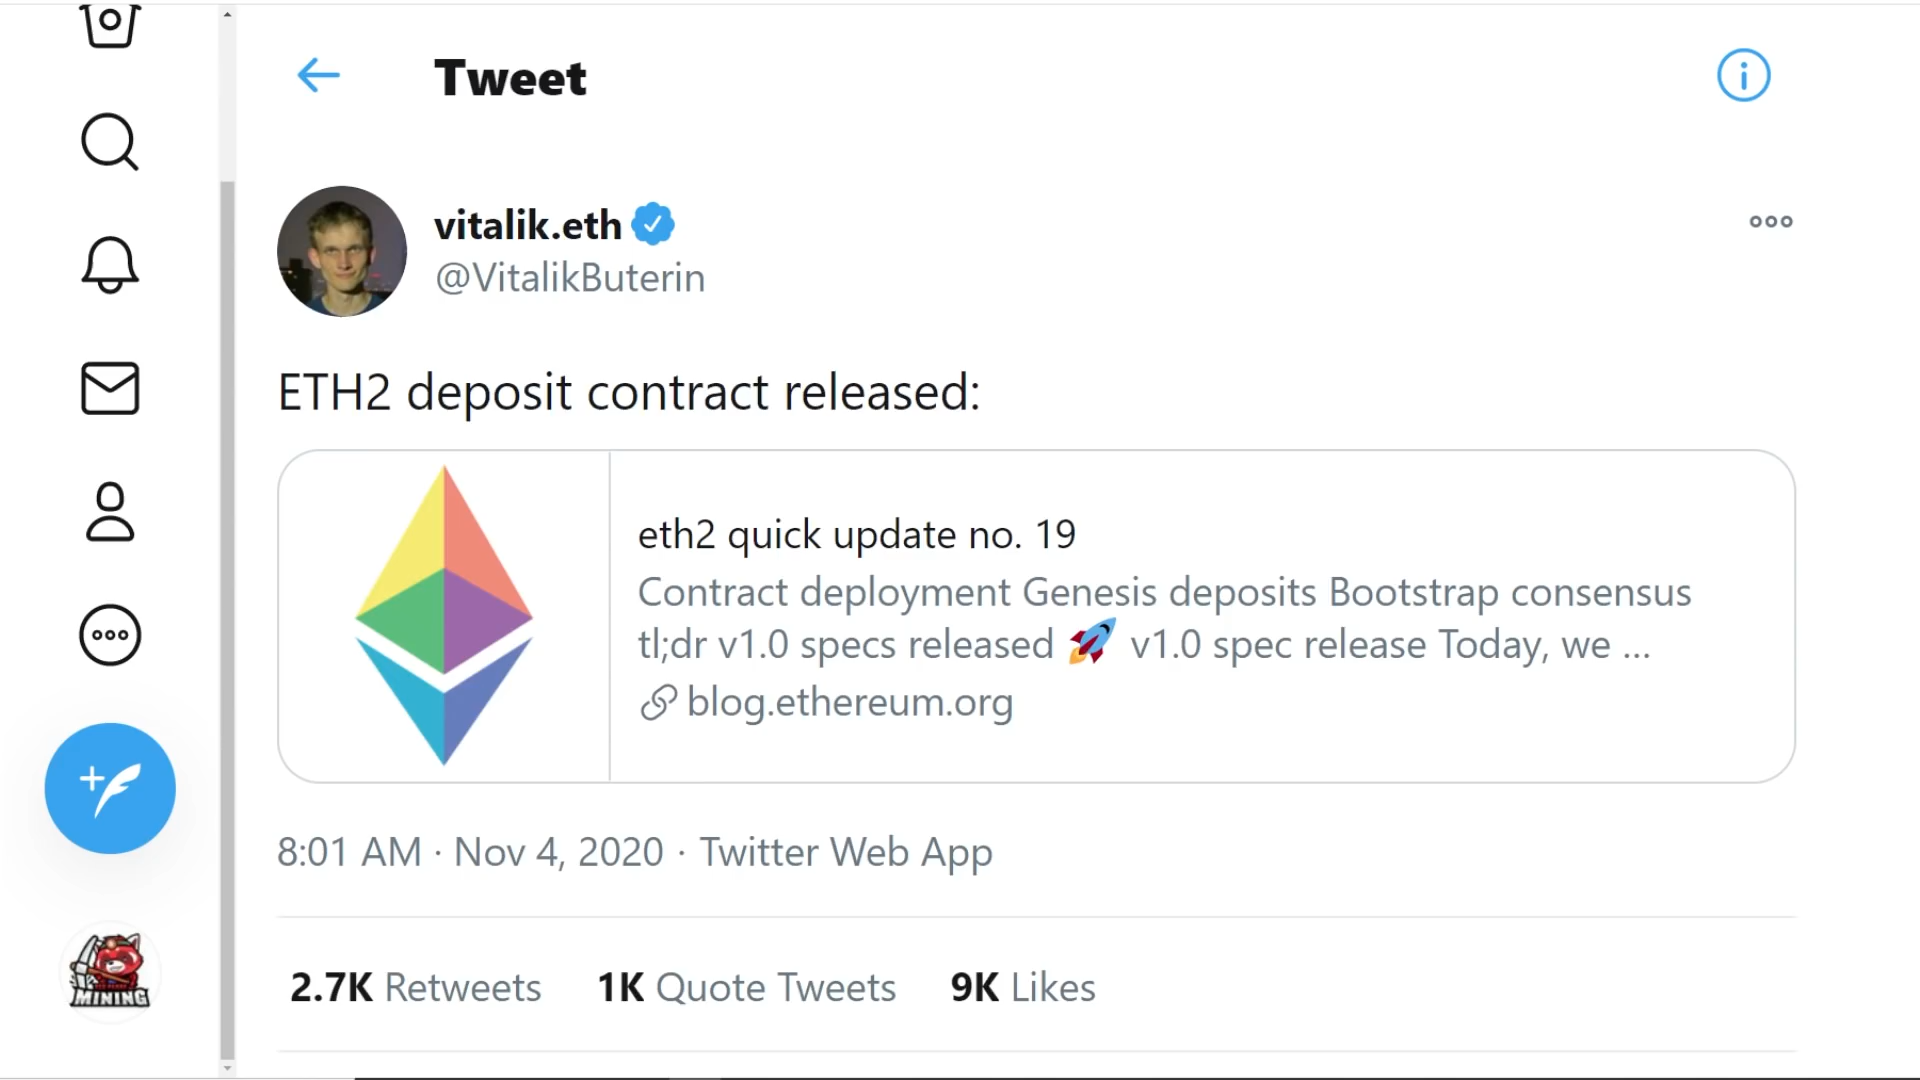 Tweet
vitalik.eth
@VitalikButerin
ETH2 deposit contract released:
eth2 quick update no. 19
Contract deployment Genesis deposits Bootstrap consensus
tl;dr v1.0 specs released 🚀 v1.0 spec release Today, we ...
blog.ethereum.org
8:01 AM · Nov 4, 2020 · Twitter Web App
2.7K Retweets 1K Quote Tweets 9K Likes
MINING